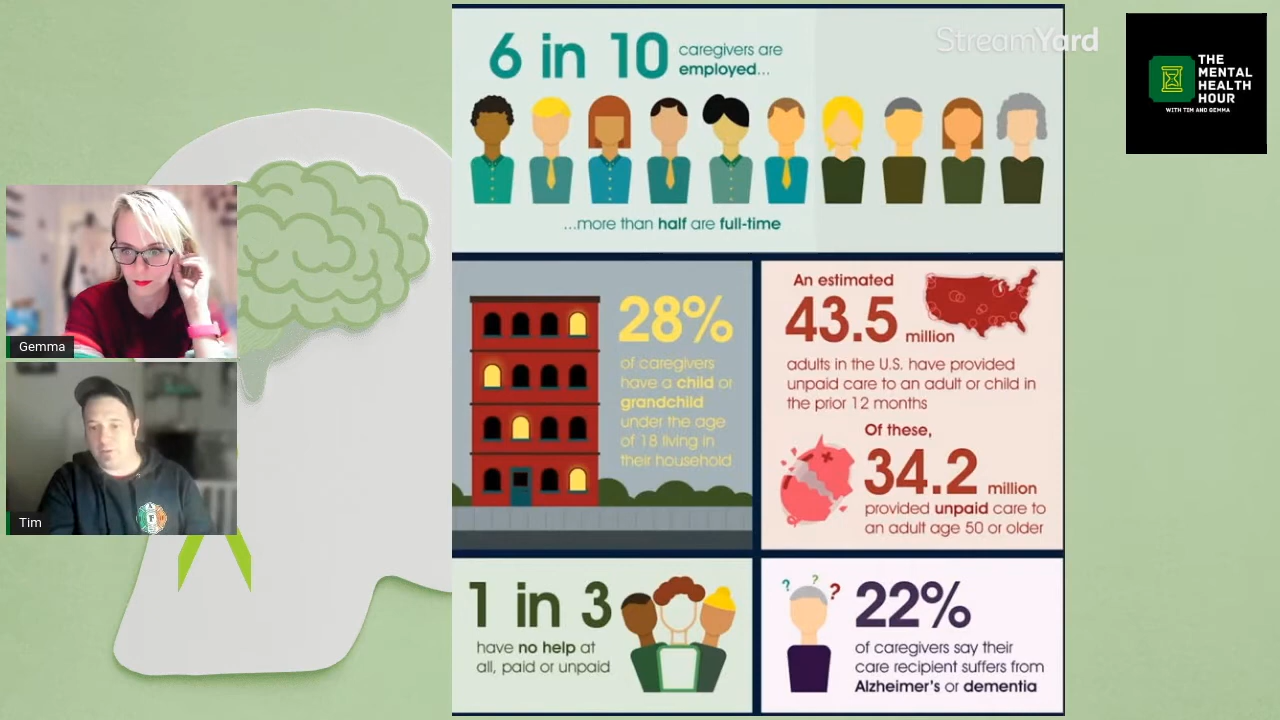 6 in 10 caregivers are
employed...
...more than half are full-time
28%
of caregivers
have a child or
grandchild
under the age
of 18 living in
their household
An estimated
43.5 million
adults in the U.S. have provided
unpaid care to an adult or child in
the prior 12 months
Of these,
34.2 million
provided unpaid care to
an adult age 50 or older
1 in 3
have no help at
all, paid or unpaid
? ? ?
22%
of caregivers say their
care recipient suffers from
Alzheimer's or dementia
StreamYard
THE
MENTAL
HEALTH
HOUR
WITH TIM AND GEMMA
Gemma
Tim